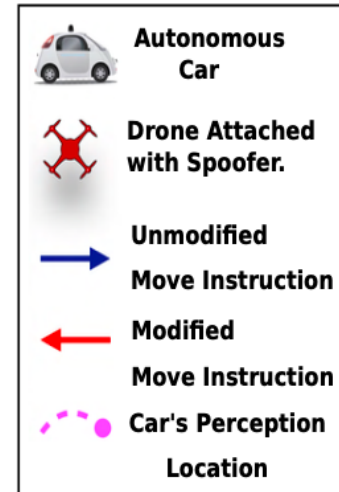 Autonomous
Car
Drone Attached
with Spoofer.
Unmodified
Move Instruction
Modified
Move Instruction
Car's Perception
Location